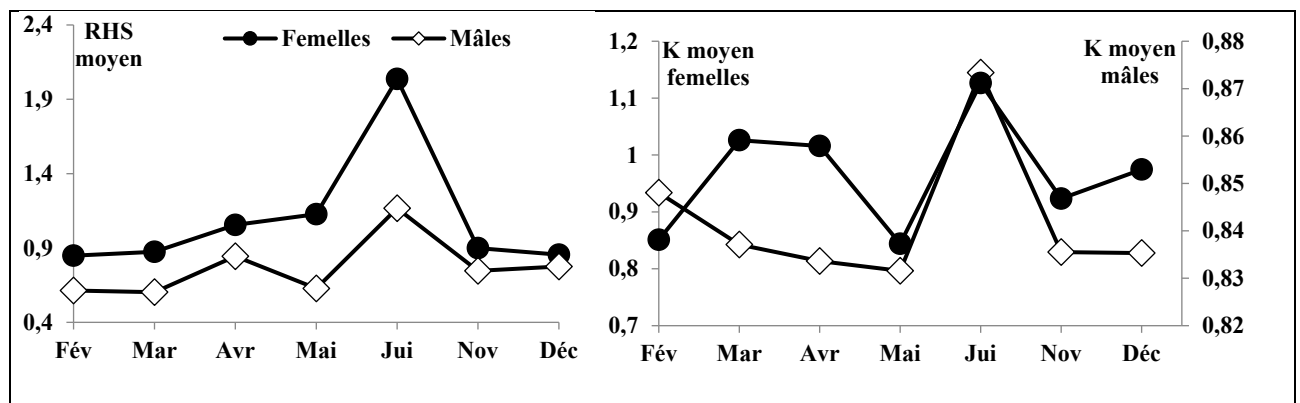 2,4
RHS
moyen
Femelles
Mâles
1,9
1,4
0,9
0,4
Fév Mar Avr Mai Jui Nov Déc
1,2
K moyen
femelles
1,1
1
0,9
0,8
0,7
K moyen
mâles
0,88
0,87
0,86
0,85
0,84
0,83
0,82
Fév Mar Avr Mai Jui Nov Déc